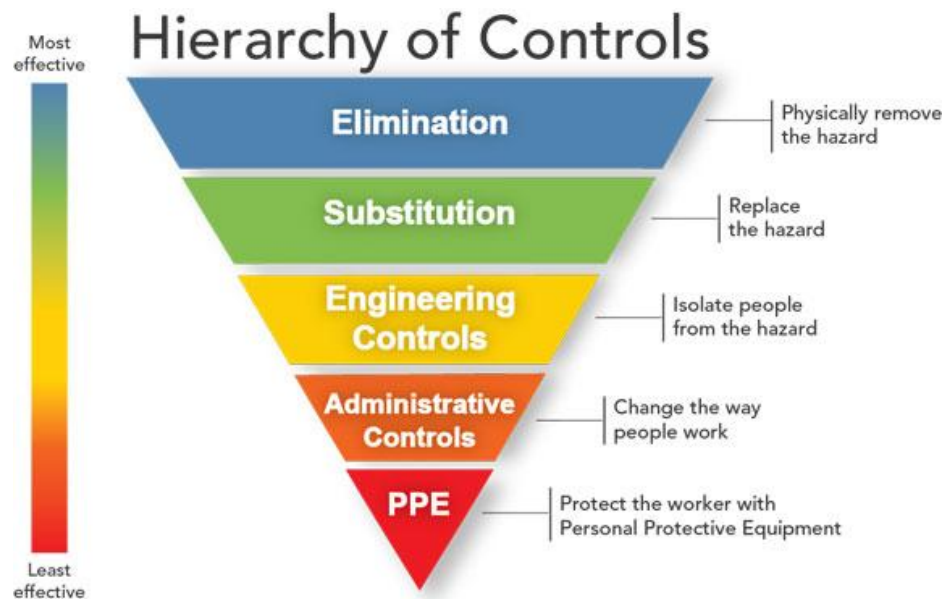 Hierarchy of Controls
Most
effective
Elimination
Physically remove
the hazard
Substitution
Replace
the hazard
Engineering
Controls
Isolate people
from the hazard
Administrative
Controls
Change the way
people work
PPE
Protect the worker with
Personal Protective Equipment
Least
effective